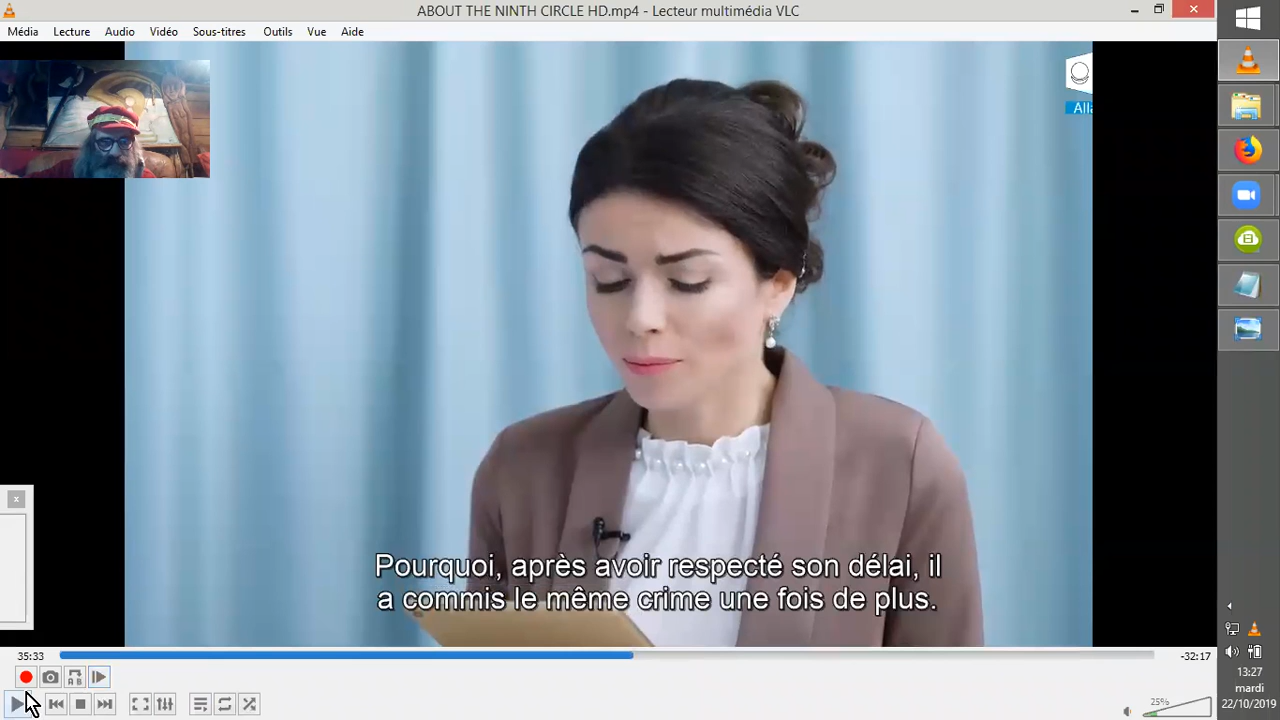 ABOUT THE NINTH CIRCLE HD.mp4 - Lecteur multimédia VLC
Média Lecture Audio Vidéo Sous-titres Outils Vue Aide
Alla
Pourquoi, après avoir respecté son délai, il
a commis le même crime une fois de plus.
35:33
-32:17
25%
13:27
mardi
22/10/2019